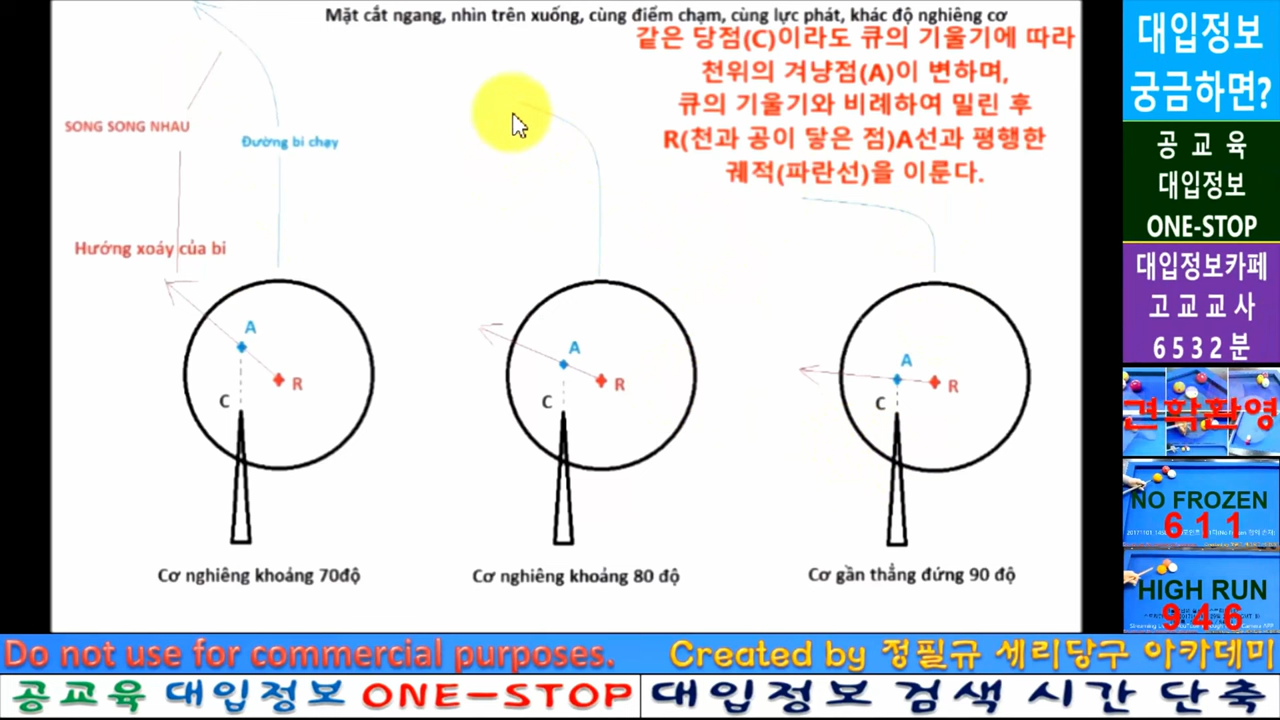 Mặt cắt ngang, nhìn trên xuống, cùng điểm chạm, cùng lực phát, khác độ nghiêng cơ
같은 당점(C)이라도 큐의 기울기에 따라
천위의 겨냥점(A)이 변하며,
큐의 기울기와 비례하여 밀린 후
R(천과 공이 닿은 점)A선과 평행한
궤적(파란선)을 이룬다.
SONG SONG NHAU
Đường bi chạy
Hướng xoáy của bi
A
R
C
A
R
C
A
R
C
Cơ nghiêng khoảng 70độ
Cơ nghiêng khoảng 80 độ
Cơ gần thẳng đứng 90 độ
대입정보
궁금하면?
공 교 육
대입정보
ONE-STOP
대입정보카페
고 교 교 사
6 5 3 2 분
견학환영
NO FROZEN
6 1 1
HIGH RUN
9 4 6
Do not use for commercial purposes.
Created by 정필규 세리당구 아카데미
공교육 대입정보 ONE-STOP
대입정보 검색 시간 단축